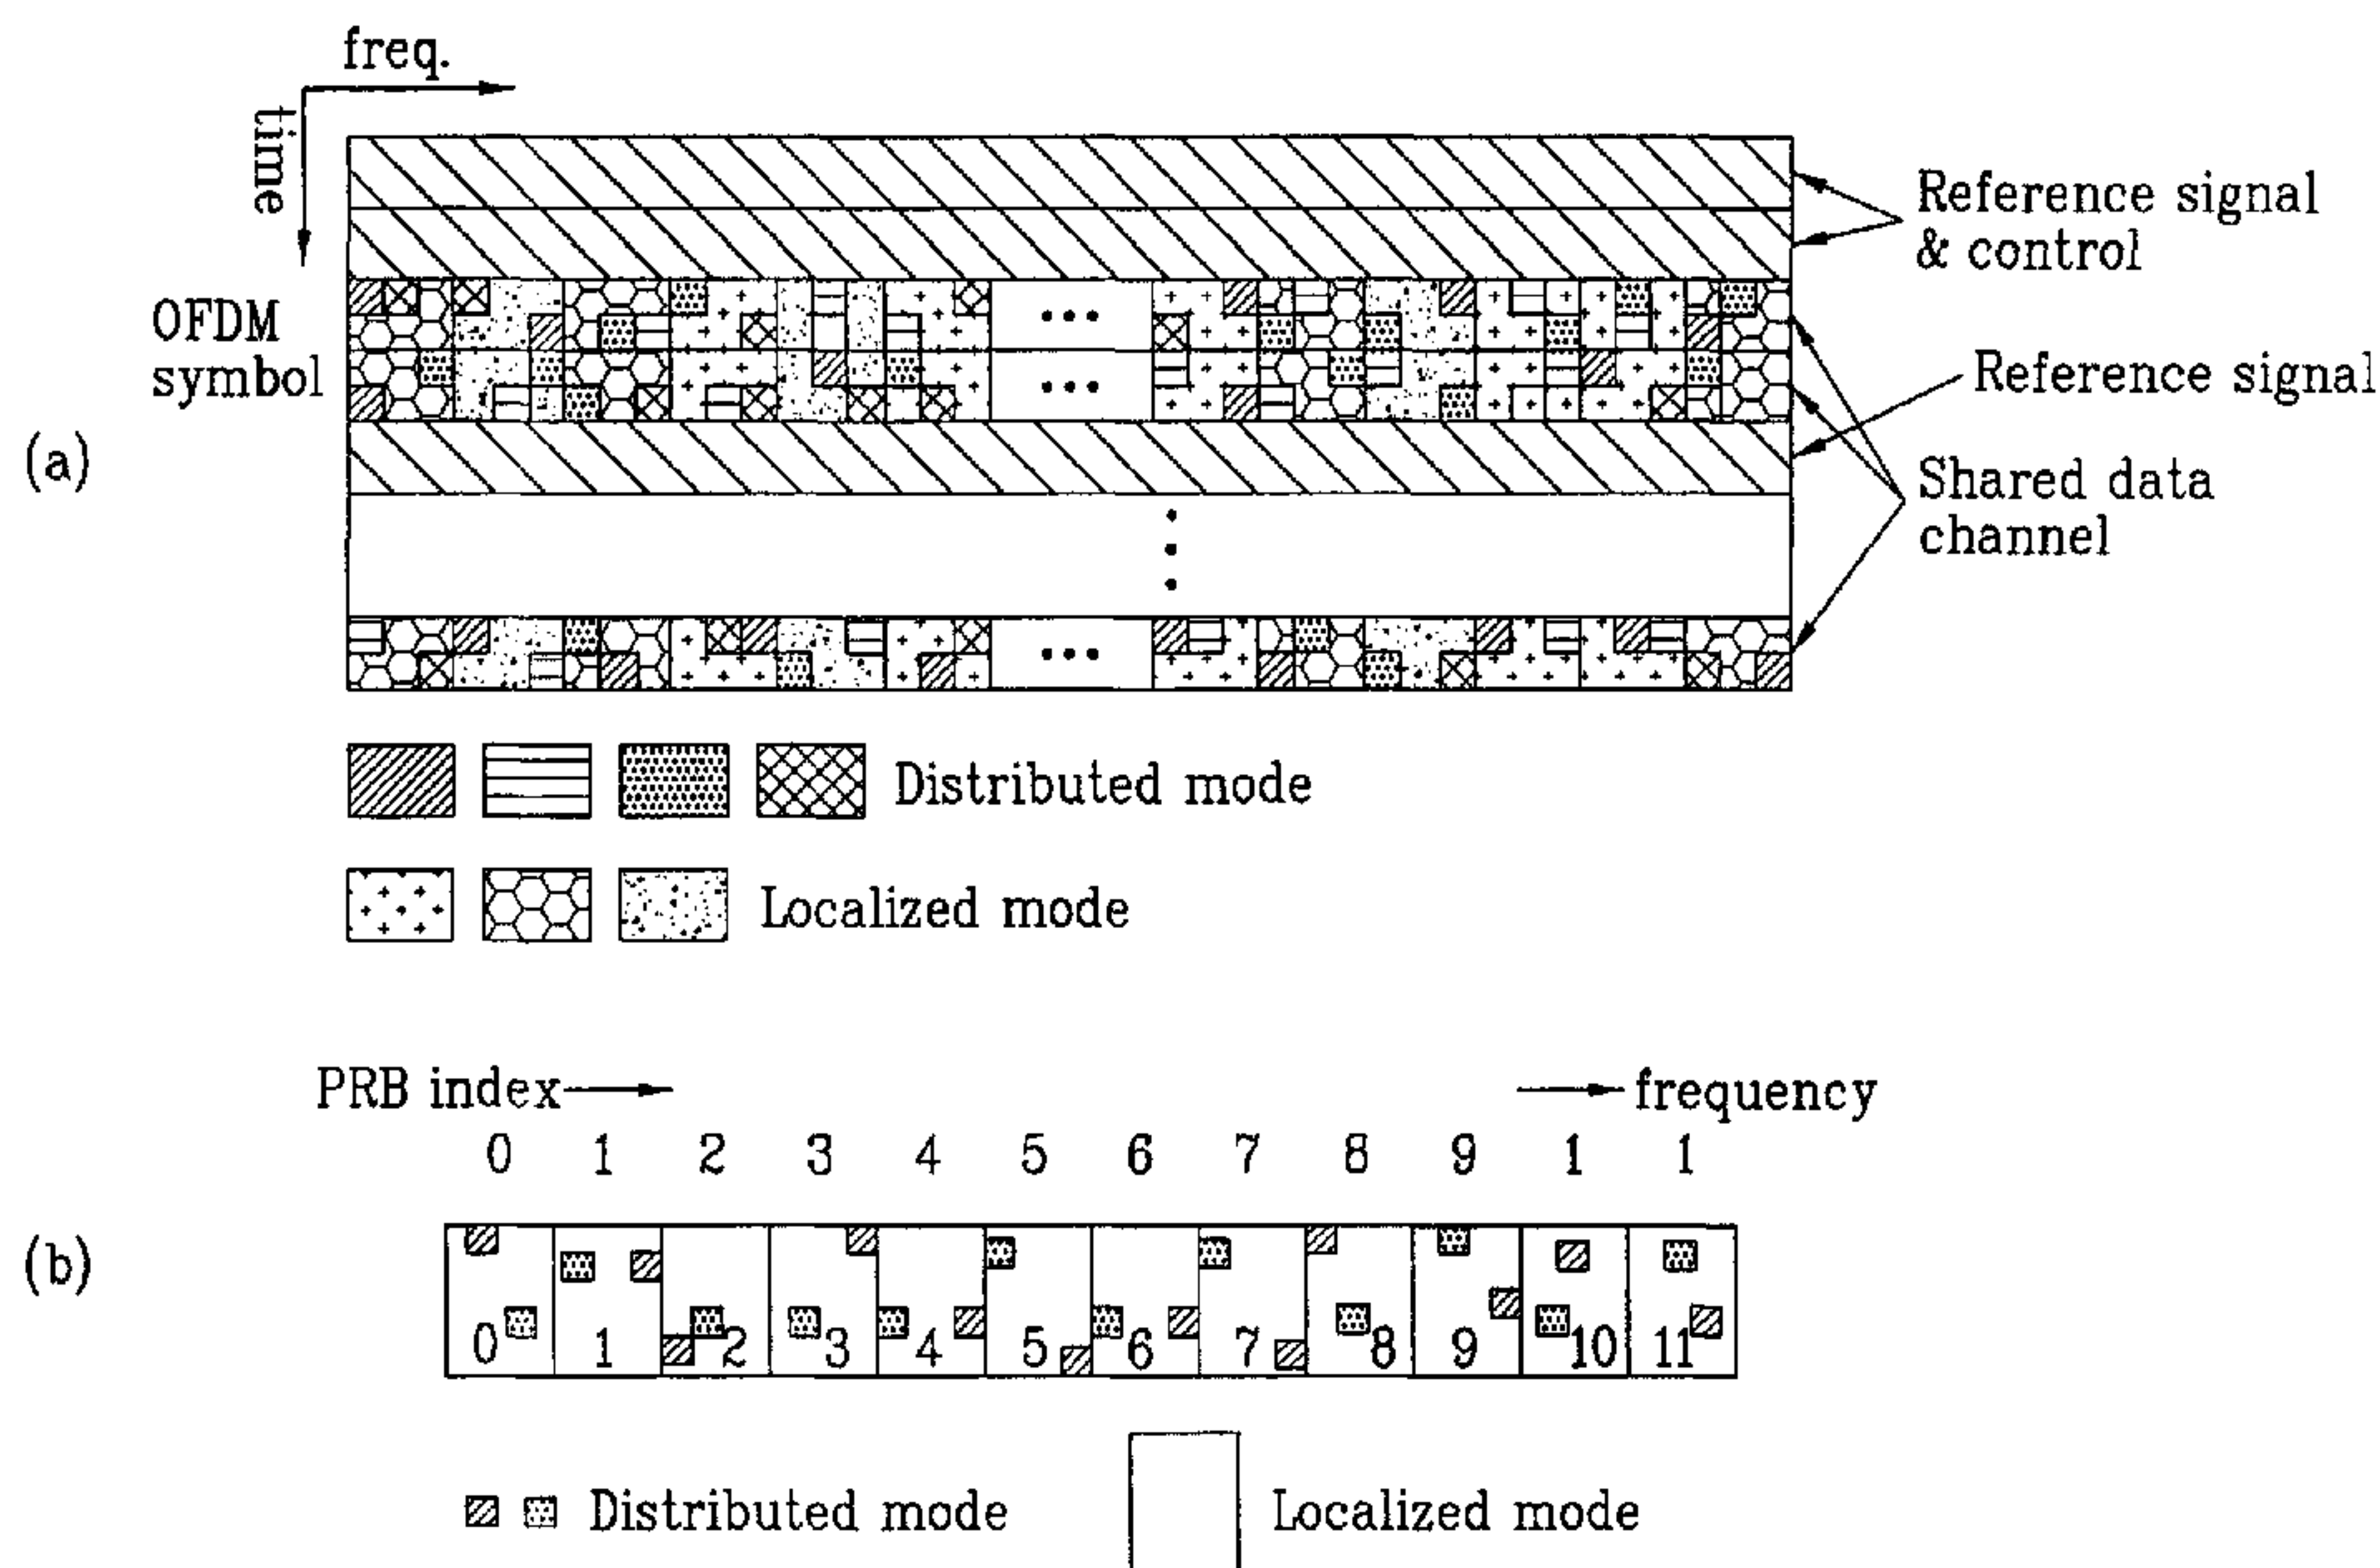 freq.
time
Reference signal
& control
OFDM
symbol
Reference signal
(a)
Shared data
channel
Distributed mode
Localized mode
PRB index
frequency
0 1 2 3 4 5 6 7 8 9 1 1
(b)
0 1 2 3 4 5 6 7 8 9 10 11
Distributed mode
Localized mode